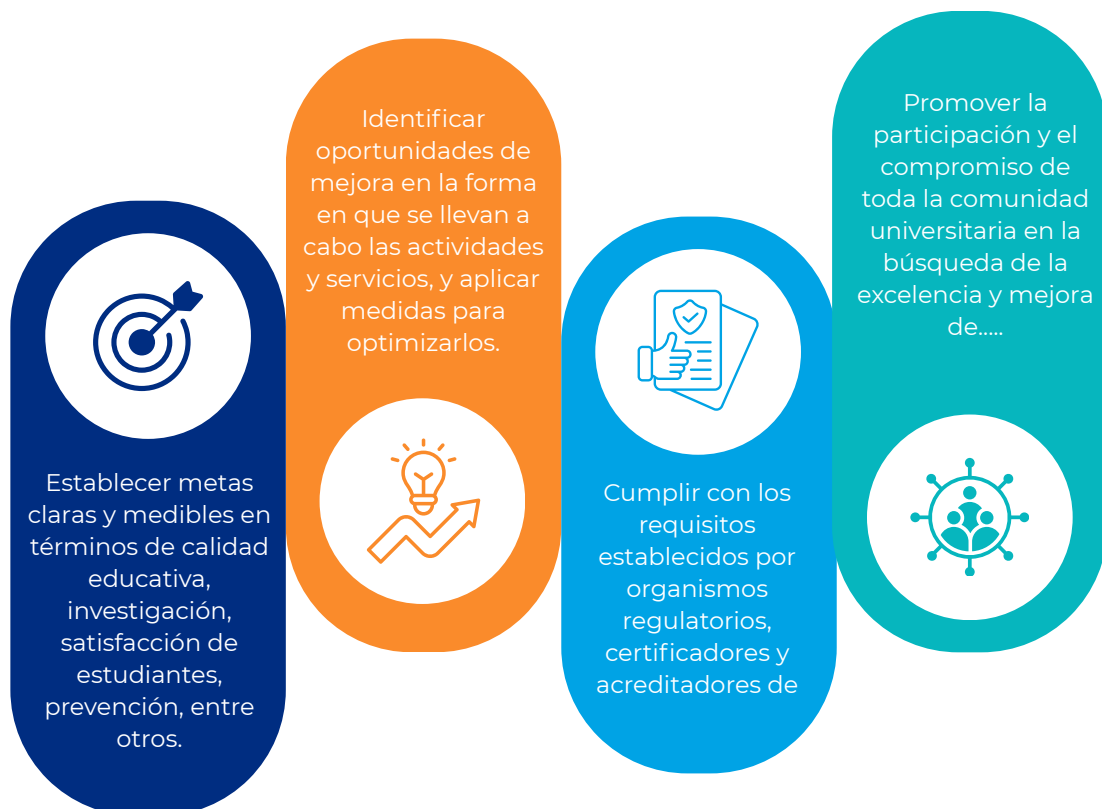 Establecer metas
claras y medibles en
términos de calidad
educativa,
investigación,
satisfacción de
estudiantes,
prevención, entre
otros.
Identificar
oportunidades de
mejora en la forma
en que se llevan a
cabo las actividades
y servicios, y aplicar
medidas para
optimizarlos.
Cumplir con los
requisitos
establecidos por
organismos
regulatorios,
certificadores y
acreditadores de
Promover la
participación y el
compromiso de
toda la comunidad
universitaria en la
búsqueda de la
excelencia y mejora
de.....